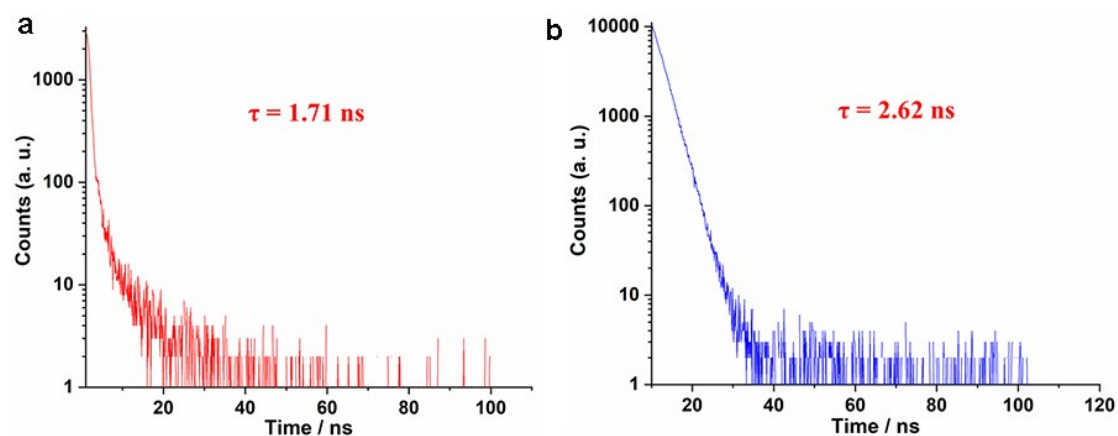 a
1000
100
10
1
Counts (a. u.)
τ = 1.71 ns
20 40 60 80 100
Time / ns
b
10000
1000
100
10
1
Counts (a. u.)
τ = 2.62 ns
20 40 60 80 100 120
Time / ns